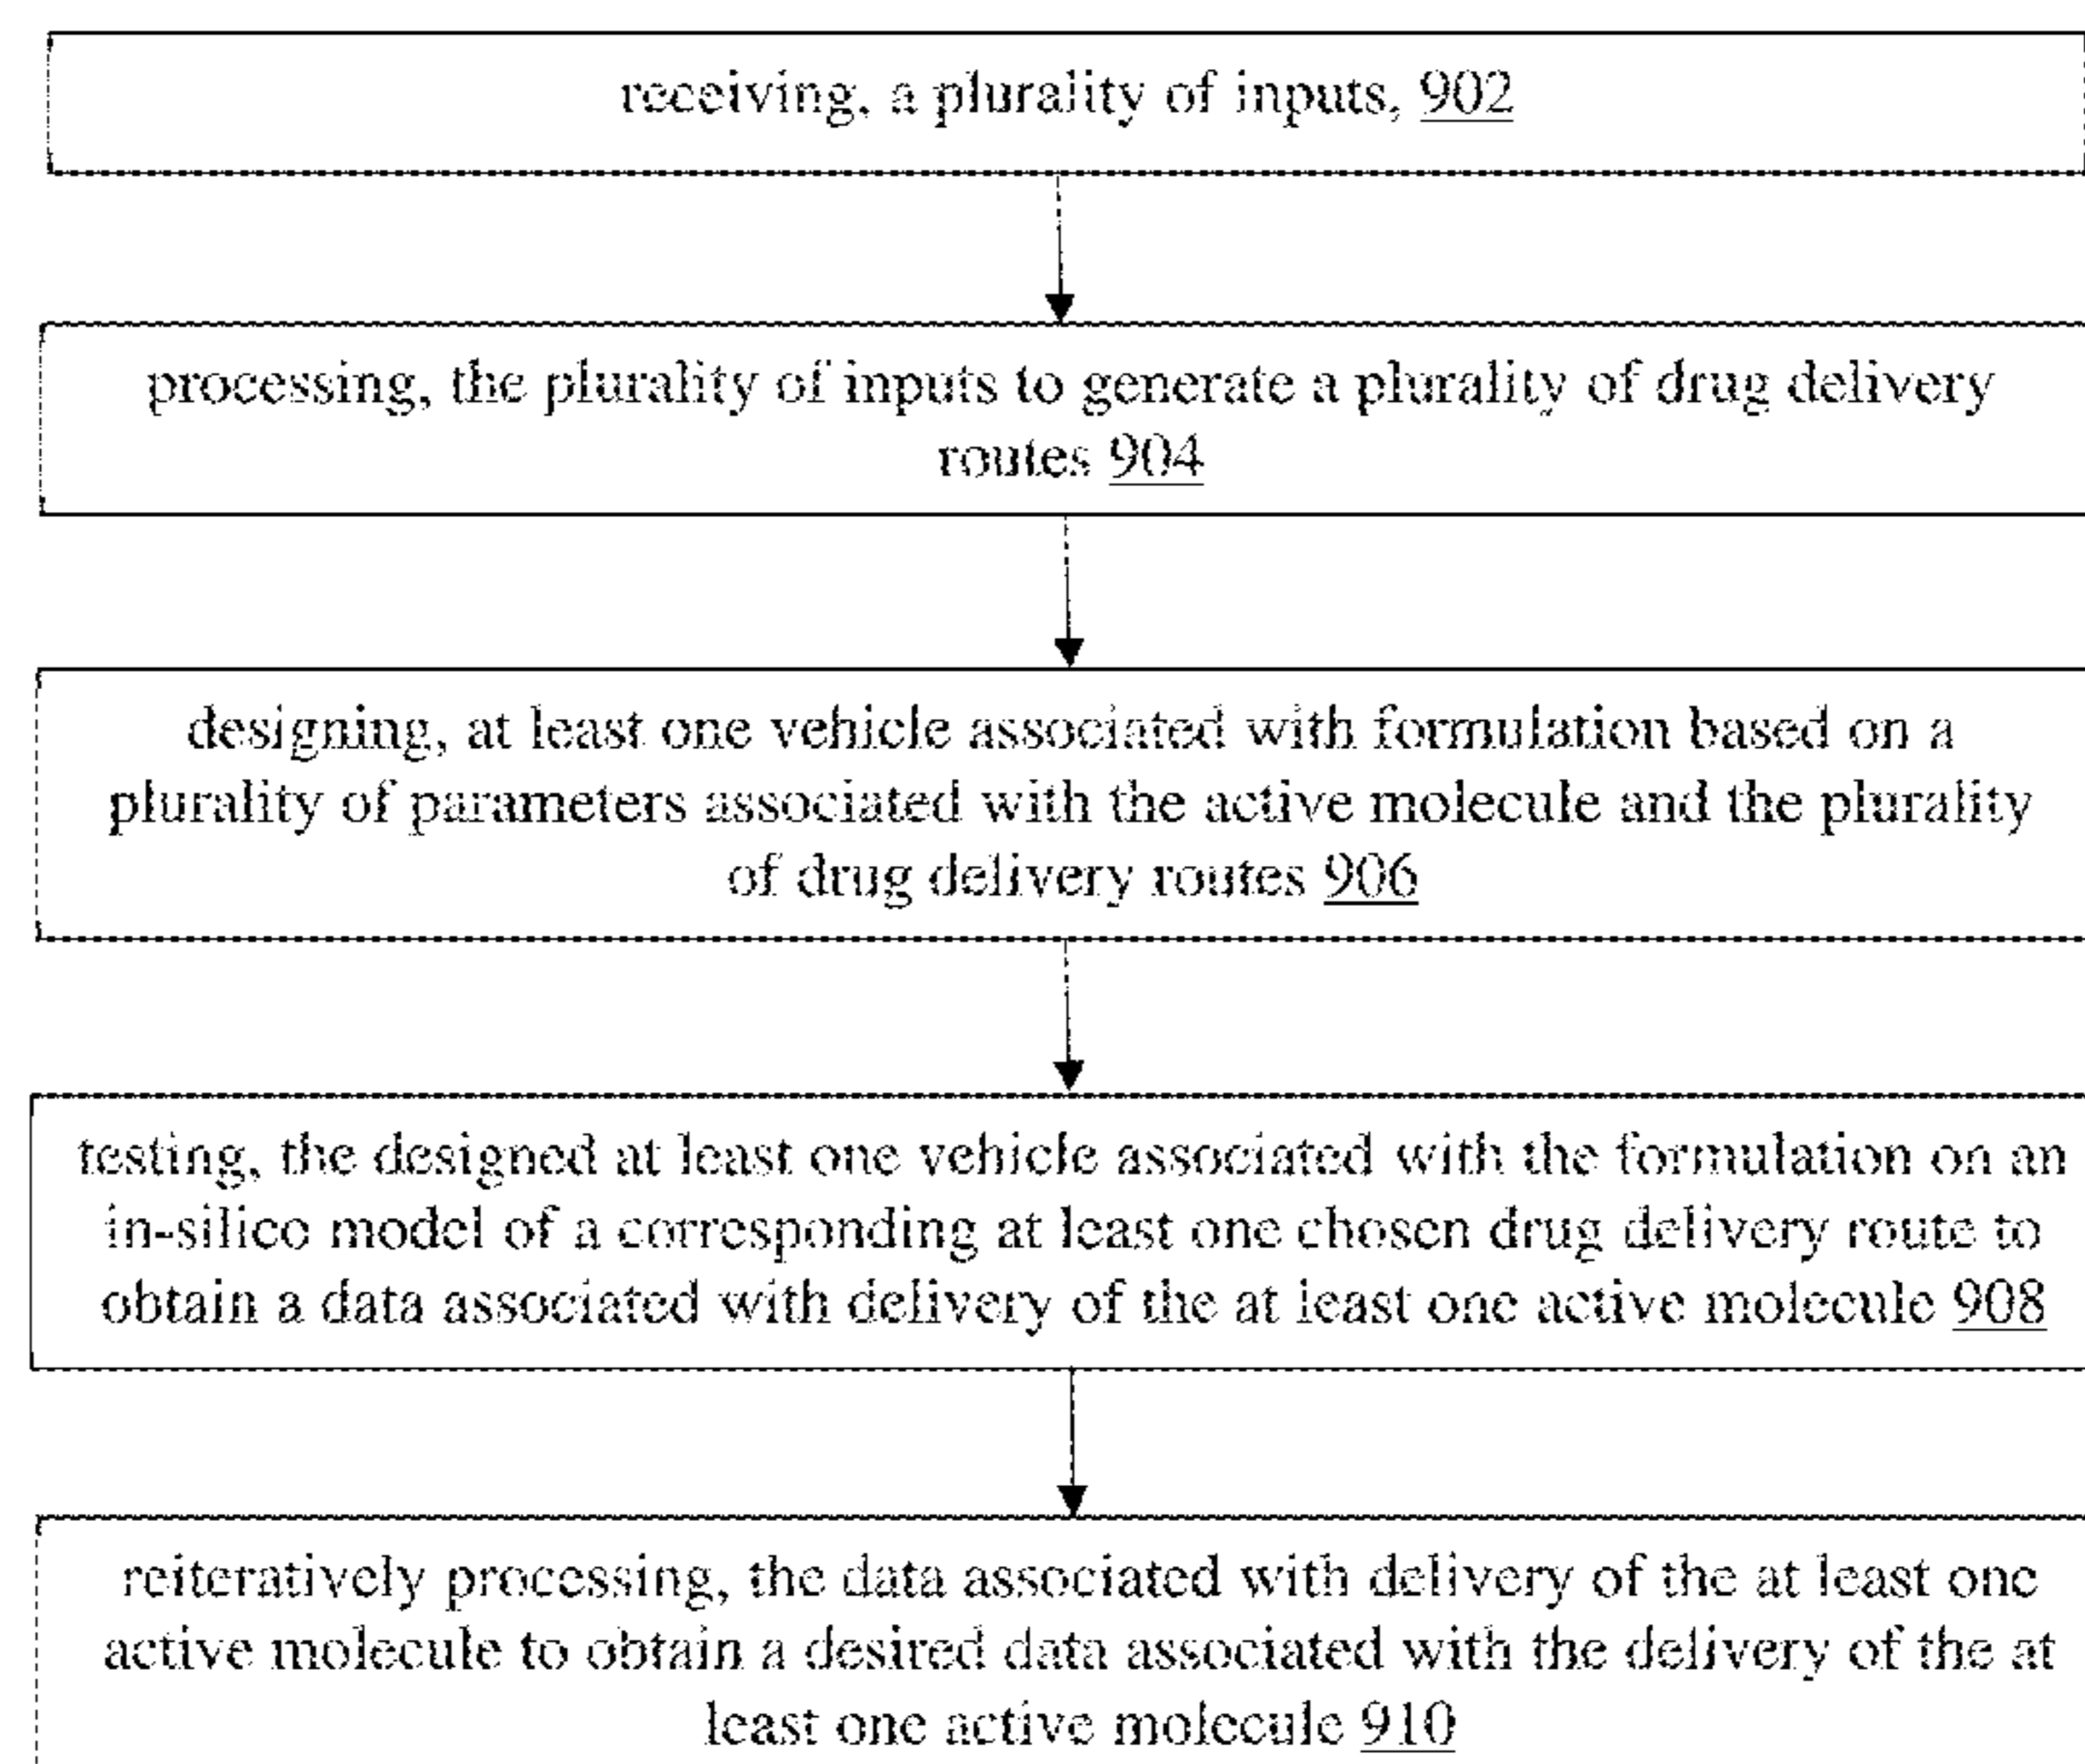 receiving, a plurality of inputs, 902
processing, the plurality of inputs to generate a plurality of drug delivery
routes 904
designing, at least one vehicle associated with formulation based on a
plurality of parameters associated with the active molecule and the plurality
of drug delivery routes 906
testing, the designed at least one vehicle associated with the formulation on an
in-silico model of a corresponding at least one chosen drug delivery route to
obtain a data associated with delivery of the at least one active molecule 908
reiteratively processing, the data associated with delivery of the at least one
active molecule to obtain a desired data associated with the delivery of the at
least one active molecule 910